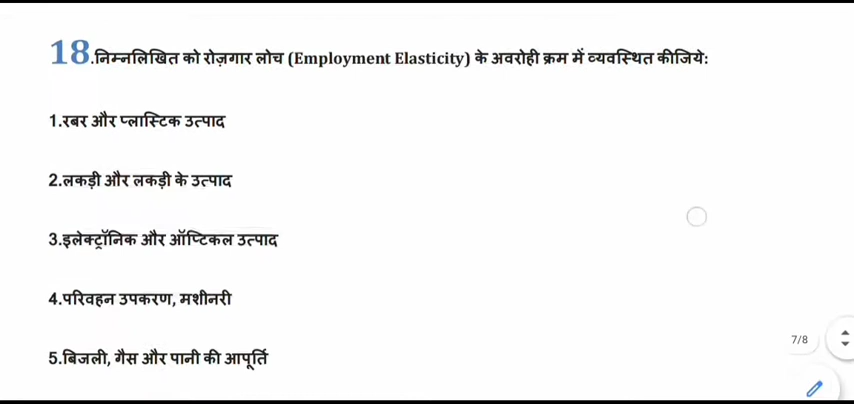 18.निम्नलिखित को रोज़गार लोच (Employment Elasticity) के अवरोही क्रम में व्यवस्थित कीजिये:
1.रबर और प्लास्टिक उत्पाद
2.लकड़ी और लकड़ी के उत्पाद
3.इलेक्ट्रॉनिक और ऑप्टिकल उत्पाद
4.परिवहन उपकरण, मशीनरी
7/8
5.बिजली, गैस और पानी की आपूर्ति